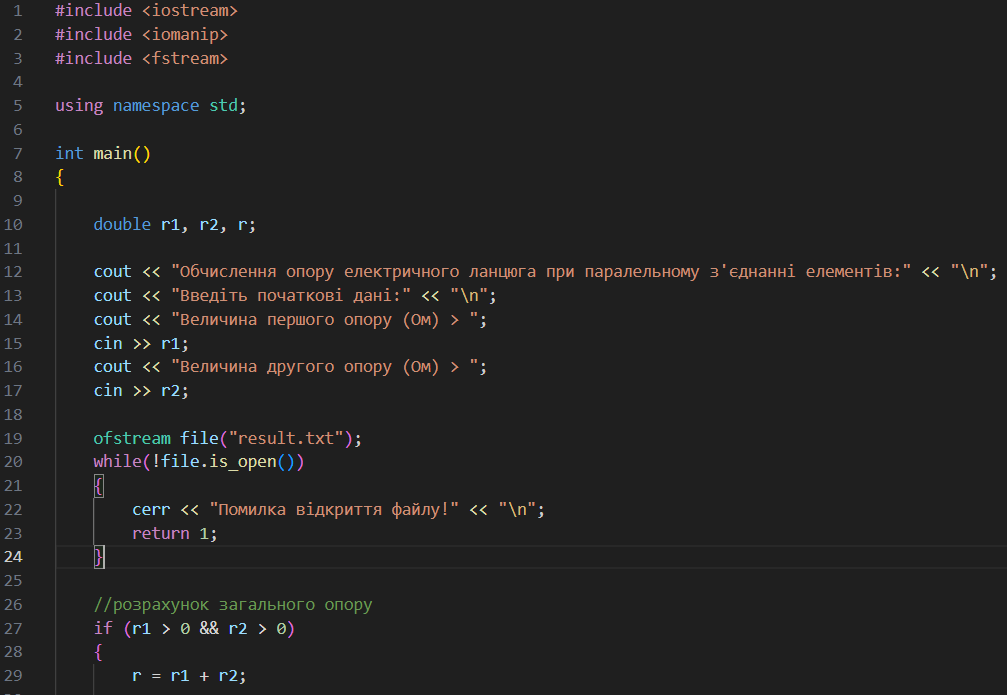 1 #include <iostream>
2 #include <iomanip>
3 #include <fstream>
4
5 using namespace std;
6
7 int main()
8 {
9
10 double r1, r2, r;
11
12 cout << "Обчислення опору електричного ланцюга при паралельному з'єднанні елементів:" << "\n";
13 cout << "Введіть початкові дані:" << "\n";
14 cout << "Величина першого опору (Ом) > ";
15 cin >> r1;
16 cout << "Величина другого опору (Ом) > ";
17 cin >> r2;
18
19 ofstream file("result.txt");
20 while(!file.is_open())
21 {
22 cerr << "Помилка відкриття файлу!" << "\n";
23 return 1;
24 }
25
26 //розрахунок загального опору
27 if (r1 > 0 && r2 > 0)
28 {
29 r = r1 + r2;